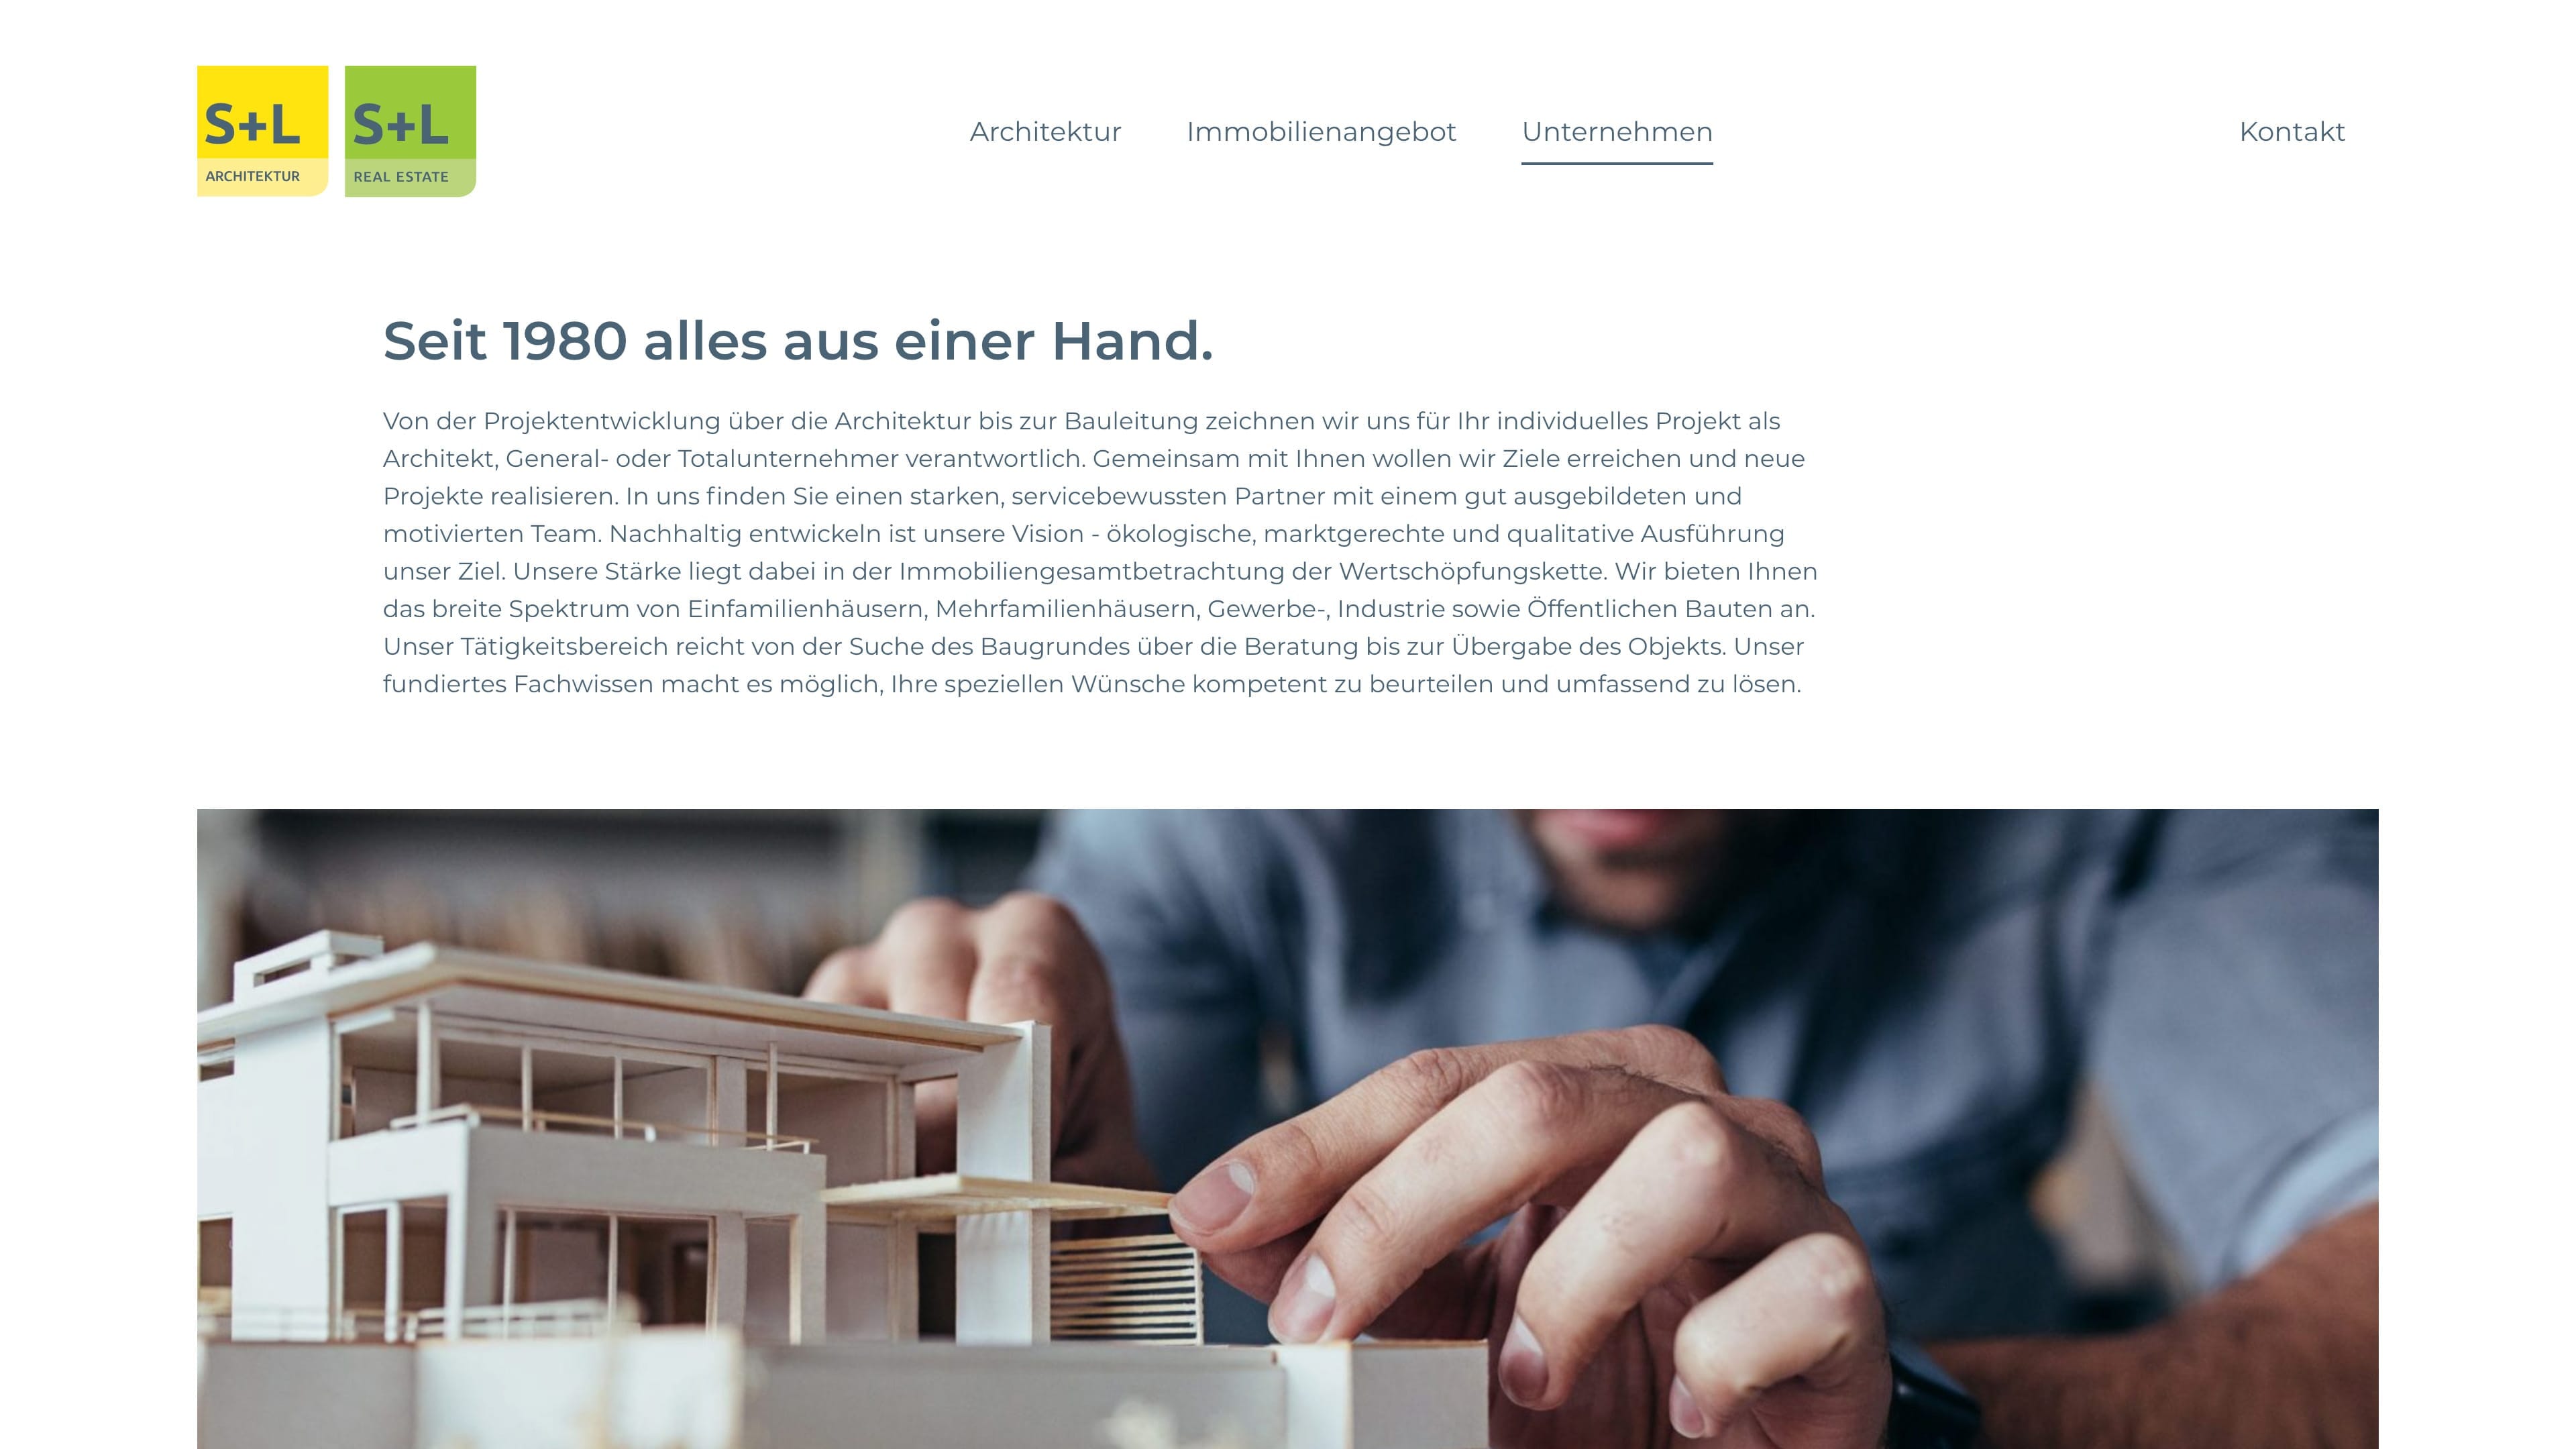 S+L
ARCHITEKTUR
S+L
REAL ESTATE
Architektur
Immobilienangebot
Unternehmen
Kontakt
Seit 1980 alles aus einer Hand.
Von der Projektentwicklung über die Architektur bis zur Bauleitung zeichnen wir uns für Ihr individuelles Projekt als
Architekt, General- oder Totalunternehmer verantwortlich. Gemeinsam mit Ihnen wollen wir Ziele erreichen und neue
Projekte realisieren. In uns finden Sie einen starken, servicebewussten Partner mit einem gut ausgebildeten und
motivierten Team. Nachhaltig entwickeln ist unsere Vision - ökologische, marktgerechte und qualitative Ausführung
unser Ziel. Unsere Stärke liegt dabei in der Immobiliengesamtbetrachtung der Wertschöpfungskette. Wir bieten Ihnen
das breite Spektrum von Einfamilienhäusern, Mehrfamilienhäusern, Gewerbe-, Industrie sowie Öffentlichen Bauten an.
Unser Tätigkeitsbereich reicht von der Suche des Baugrundes über die Beratung bis zur Übergabe des Objekts. Unser
fundiertes Fachwissen macht es möglich, Ihre speziellen Wünsche kompetent zu beurteilen und umfassend zu lösen.